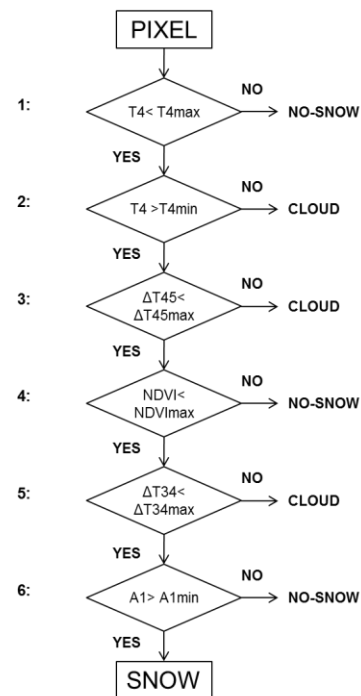 PIXEL
NO
1:
T4< T4max
NO-SNOW
YES
NO
2:
T4 >T4min
CLOUD
YES
NO
3:
ΔT45<
ΔT45max
CLOUD
YES
NO
4:
NDVI<
NDVImax
NO-SNOW
YES
NO
5:
ΔT34<
ΔT34max
CLOUD
YES
NO
6:
A1> A1min
NO-SNOW
YES
SNOW